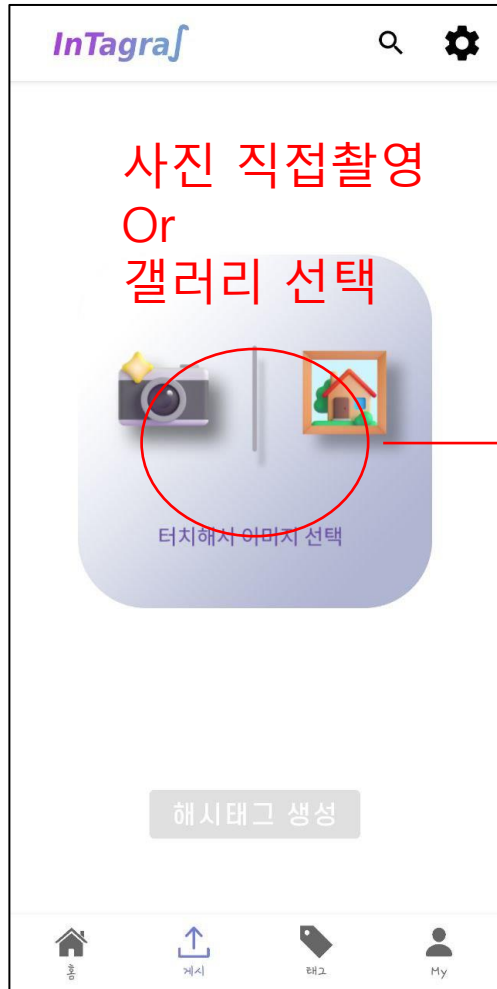 InTagra∫
사진 직접촬영
Or
갤러리 선택
터치해서 이미지 선택
해시태그 생성
홈
게시
태그
My